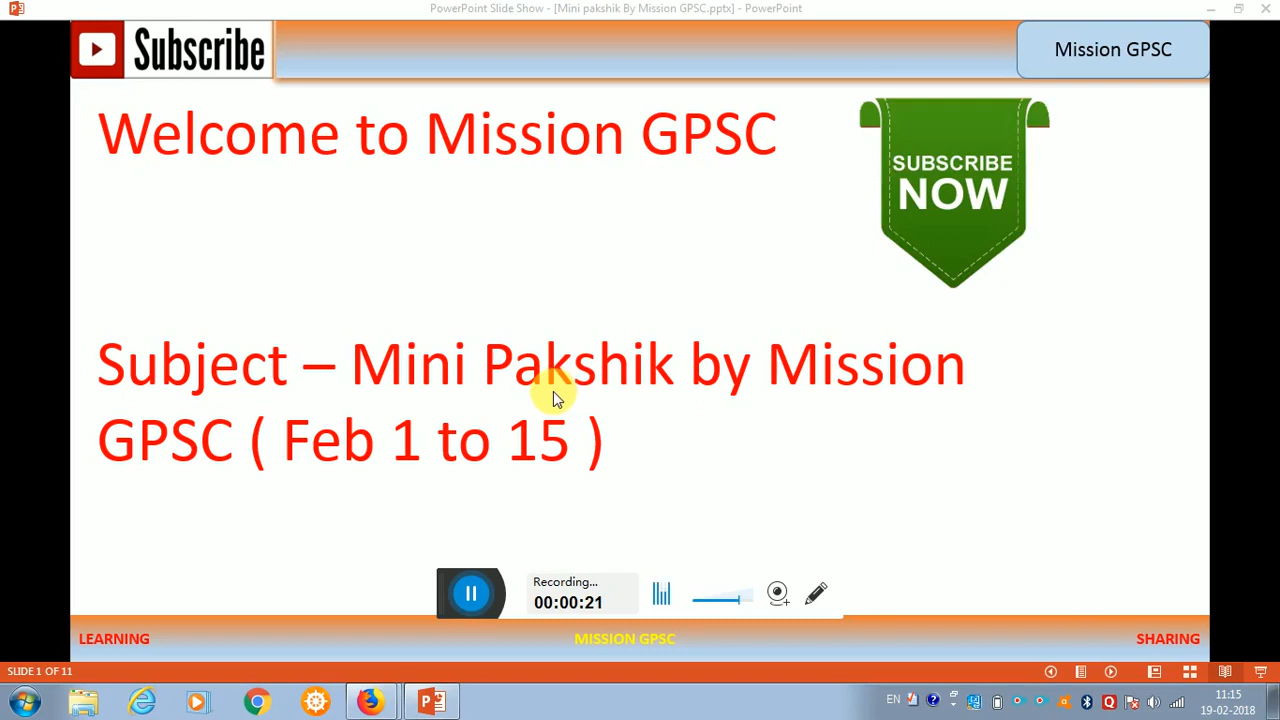 PowerPoint Slide Show - [Mini pakshik By Mission GPSC.pptx] - PowerPoint
Subscribe
Mission GPSC
Welcome to Mission GPSC
SUBSCRIBE
NOW
Subject – Mini Pakshik by Mission
GPSC ( Feb 1 to 15 )
Recording...
00:00:21
LEARNING
MISSION GPSC
SHARING
SLIDE 1 OF 11
EN
11:15
19-02-2018